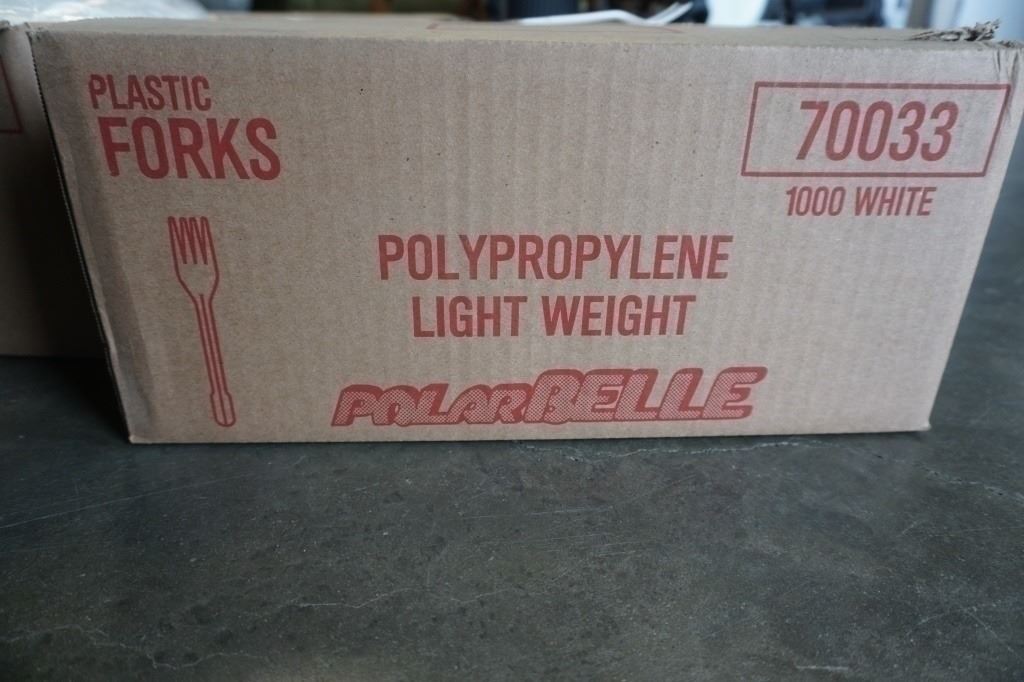 PLASTIC
FORKS
70033
1000 WHITE
POLYPROPYLENE
LIGHT WEIGHT
POLARBELLE